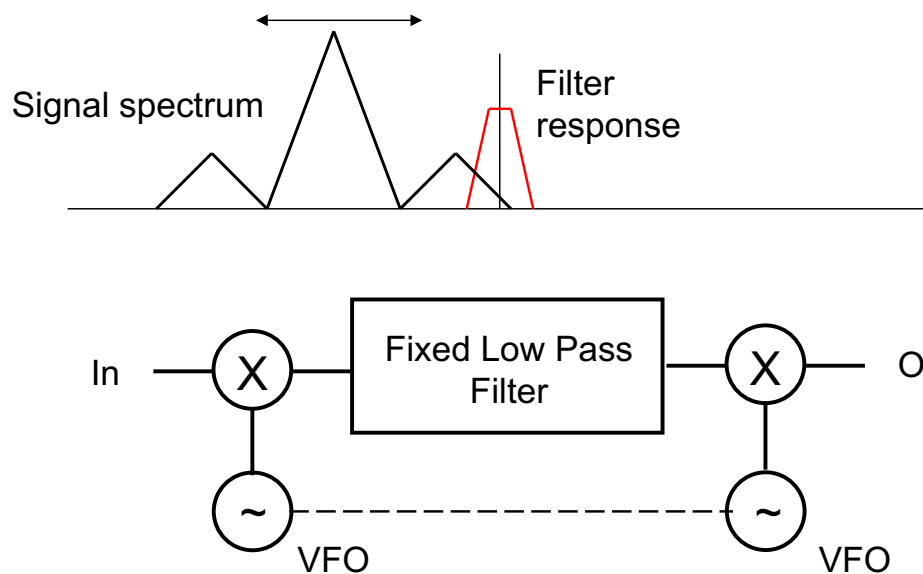 Signal spectrum
Filter
response
In
X
Fixed Low Pass
Filter
X
O
~
~
VFO
VFO